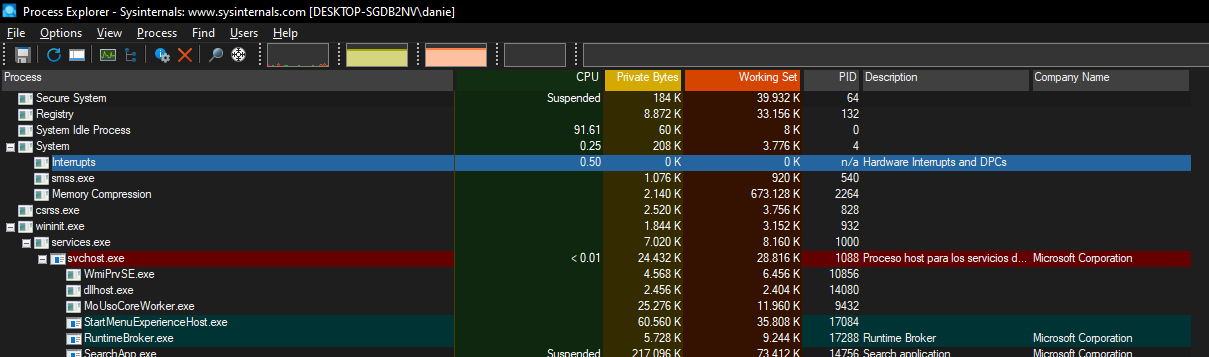 Process Explorer - Sysinternals: www.sysinternals.com [DESKTOP-SGDB2NV\danie]
File Options View Process Find Users Help
Process CPU Private Bytes Working Set PID Description Company Name
Secure System Suspended 184 K 39.932 K 64
Registry 8.872 K 33.156 K 132
System Idle Process 91.61 60 K 8 K 0
System 0.25 208 K 3.776 K 4
Interrupts 0.50 0 K 0 K n/a Hardware Interrupts and DPCs
smss.exe 1.076 K 920 K 540
Memory Compression 2.140 K 673.128 K 2264
csrss.exe 2.520 K 3.756 K 828
wininit.exe 1.844 K 3.152 K 932
services.exe 7.020 K 8.160 K 1000
svchost.exe < 0.01 24.432 K 28.816 K 1088 Proceso host para los servicios d... Microsoft Corporation
WmiPrvSE.exe 4.568 K 6.456 K 10856
dllhost.exe 2.456 K 2.404 K 14080
MoUsoCoreWorker.exe 25.276 K 11.960 K 9432
StartMenuExperienceHost.exe 60.560 K 35.808 K 17084
RuntimeBroker.exe 5.728 K 9.244 K 17288 Runtime Broker Microsoft Corporation
SearchApp.exe Suspended 217.096 K 73.412 K 14756 Search application Microsoft Corporation